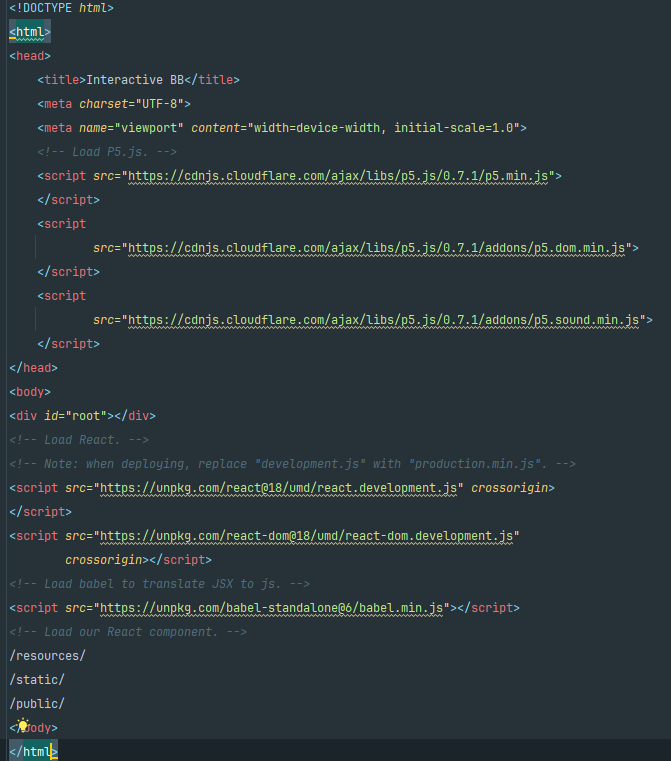 <!DOCTYPE html>
<html>
<head>
    <title>Interactive BB</title>
    <meta charset="UTF-8">
    <meta name="viewport" content="width=device-width, initial-scale=1.0">
    <!-- Load P5.js. -->
    <script src="https://cdnjs.cloudflare.com/ajax/libs/p5.js/0.7.1/p5.min.js">
    </script>
    <script
            src="https://cdnjs.cloudflare.com/ajax/libs/p5.js/0.7.1/addons/p5.dom.min.js">
    </script>
    <script
            src="https://cdnjs.cloudflare.com/ajax/libs/p5.js/0.7.1/addons/p5.sound.min.js">
    </script>
</head>
<body>
<div id="root"></div>
<!-- Load React. -->
<!-- Note: when deploying, replace "development.js" with "production.min.js". -->
<script src="https://unpkg.com/react@18/umd/react.development.js" crossorigin>
</script>
<script src="https://unpkg.com/react-dom@18/umd/react-dom.development.js"
        crossorigin></script>
<!-- Load babel to translate JSX to js. -->
<script src="https://unpkg.com/babel-standalone@6/babel.min.js"></script>
<!-- Load our React component. -->
/resources/
/static/
/public/
</body>
</html>